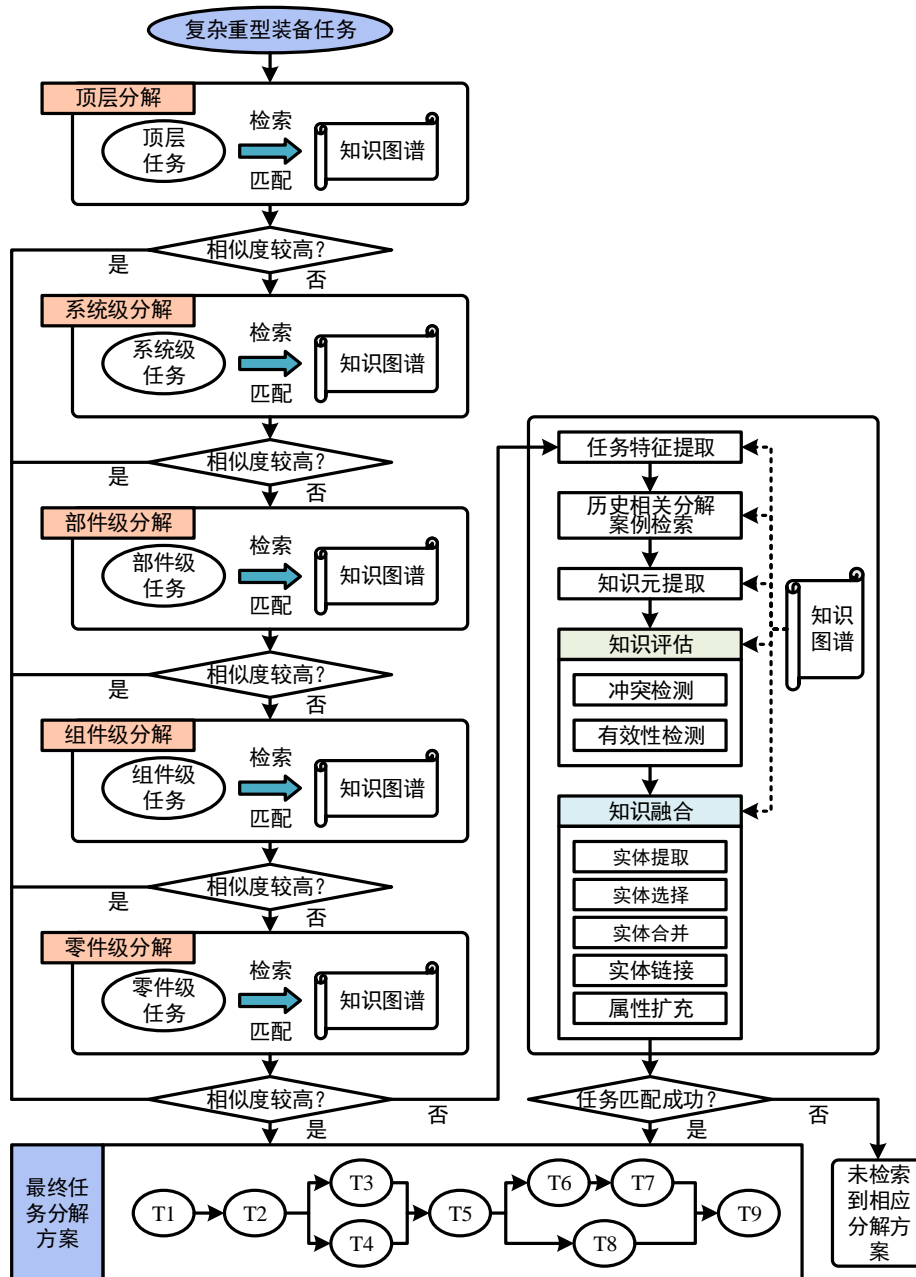 复杂重型装备任务
顶层分解
顶层
任务
检索
匹配
知识图谱
相似度较高?
是
否
系统级分解
系统级
任务
检索
匹配
知识图谱
相似度较高?
是
否
部件级分解
部件级
任务
检索
匹配
知识图谱
相似度较高?
是
否
组件级分解
组件级
任务
检索
匹配
知识图谱
相似度较高?
是
否
零件级分解
零件级
任务
检索
匹配
知识图谱
相似度较高?
否
是
任务特征提取
历史相关分解
案例检索
知识元提取
知识评估
冲突检测
有效性检测
知识融合
实体提取
实体选择
实体合并
实体链接
属性扩充
知识
图谱
任务匹配成功?
否
是
未检索
到相应
分解方
案
最终任
务分解
方案
T1
T2
T3
T4
T5
T6
T7
T8
T9